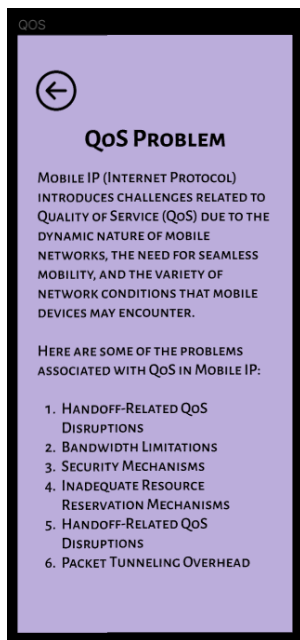 QOS
QoS Problem
Mobile IP (Internet Protocol)
introduces challenges related to
Quality of Service (QoS) due to the
dynamic nature of mobile
networks, the need for seamless
mobility, and the variety of
network conditions that mobile
devices may encounter.
Here are some of the problems
associated with QoS in Mobile IP:
1. Handoff-Related QoS
Disruptions
2. Bandwidth Limitations
3. Security Mechanisms
4. Inadequate Resource
Reservation Mechanisms
5. Handoff-Related QoS
Disruptions
6. Packet Tunneling Overhead